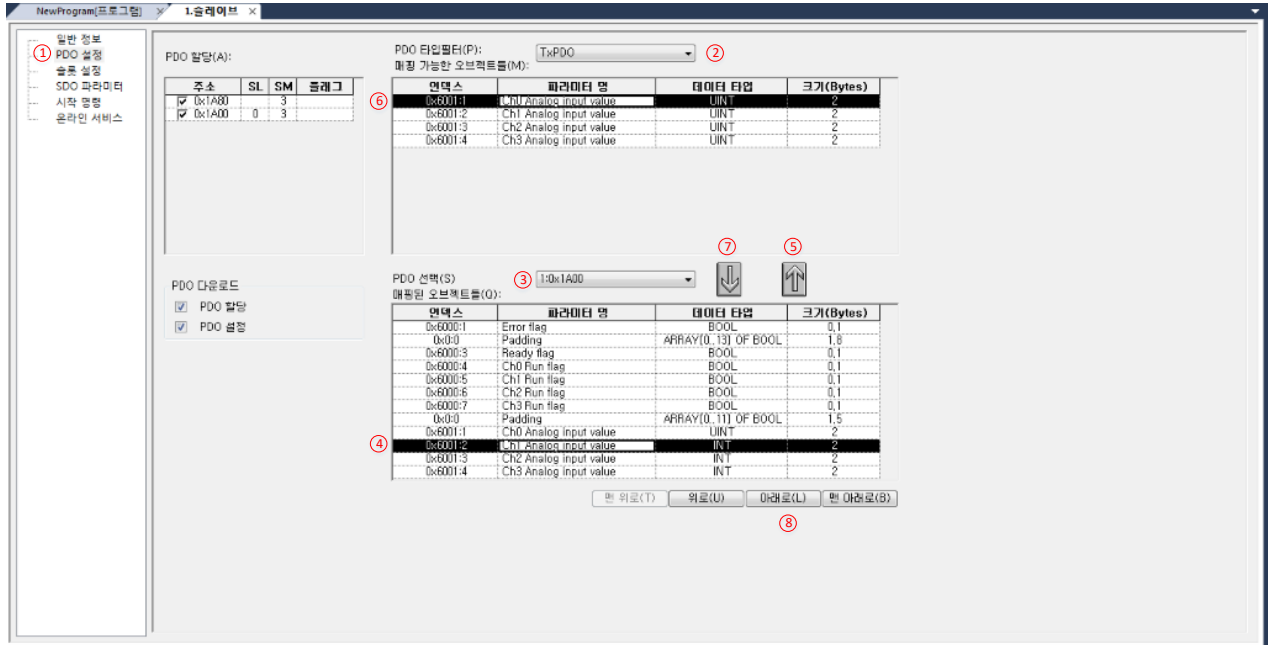 NewProgram[프로그램]
1.슬레이브
일반 정보
① PDO 설정
슬롯 설정
SDO 파라미터
시작 명령
온라인 서비스
PDO 할당(A):
주소 SL SM 플래그
0x1A80 3
0x1A00 0 3
PDO 다운로드
PDO 할당
PDO 설정
PDO 타입필터(P): TxPDO ②
매핑 가능한 오브젝트들(M):
인덱스 파라미터 명 데이터 타입 크기(Bytes)
⑥ 0x6001:1 Ch0 Analog input value UINT 2
0x6001:2 Ch1 Analog input value UINT 2
0x6001:3 Ch2 Analog input value UINT 2
0x6001:4 Ch3 Analog input value UINT 2
⑦ ⑤
PDO 선택(S) ③ 1:0x1A00
매핑된 오브젝트들(O):
인덱스 파라미터 명 데이터 타입 크기(Bytes)
0x6000:1 Error flag BOOL 0,1
0x0:0 Padding ARRAY[0..13] OF BOOL 1,8
0x6000:3 Ready flag BOOL 0,1
0x6000:4 Ch0 Run flag BOOL 0,1
0x6000:5 Ch1 Run flag BOOL 0,1
0x6000:6 Ch2 Run flag BOOL 0,1
0x6000:7 Ch3 Run flag BOOL 0,1
0x0:0 Padding ARRAY[0..11] OF BOOL 1,5
0x6001:1 Ch0 Analog input value UINT 2
④ 0x6001:2 Ch1 Analog input value INT 2
0x6001:3 Ch2 Analog input value INT 2
0x6001:4 Ch3 Analog input value INT 2
맨 위로(T) 위로(U) 아래로(L) 맨 아래로(B)
⑧